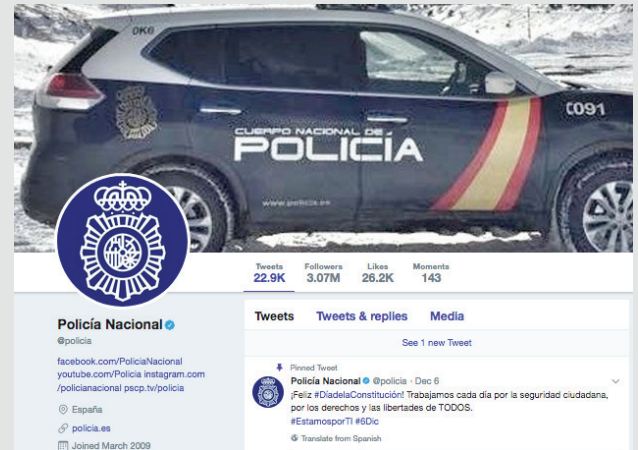 OK6
C091
CUERPO NACIONAL DE
POLICÍA
www.policia.es
Tweets Followers Likes Moments
22.9K 3.07M 26.2K 143
Policía Nacional
@policia
facebook.com/PoliciaNacional
youtube.com/Policia instagram.com
/policianacional pscp.tv/policia
España
policia.es
Joined March 2009
Tweets Tweets & replies Media
See 1 new Tweet
Pinned Tweet
Policía Nacional @policia · Dec 6
¡Feliz #DíadelaConstitución! Trabajamos cada día por la seguridad ciudadana,
por los derechos y las libertades de TODOS.
#EstamosporTI #6Dic
Translate from Spanish